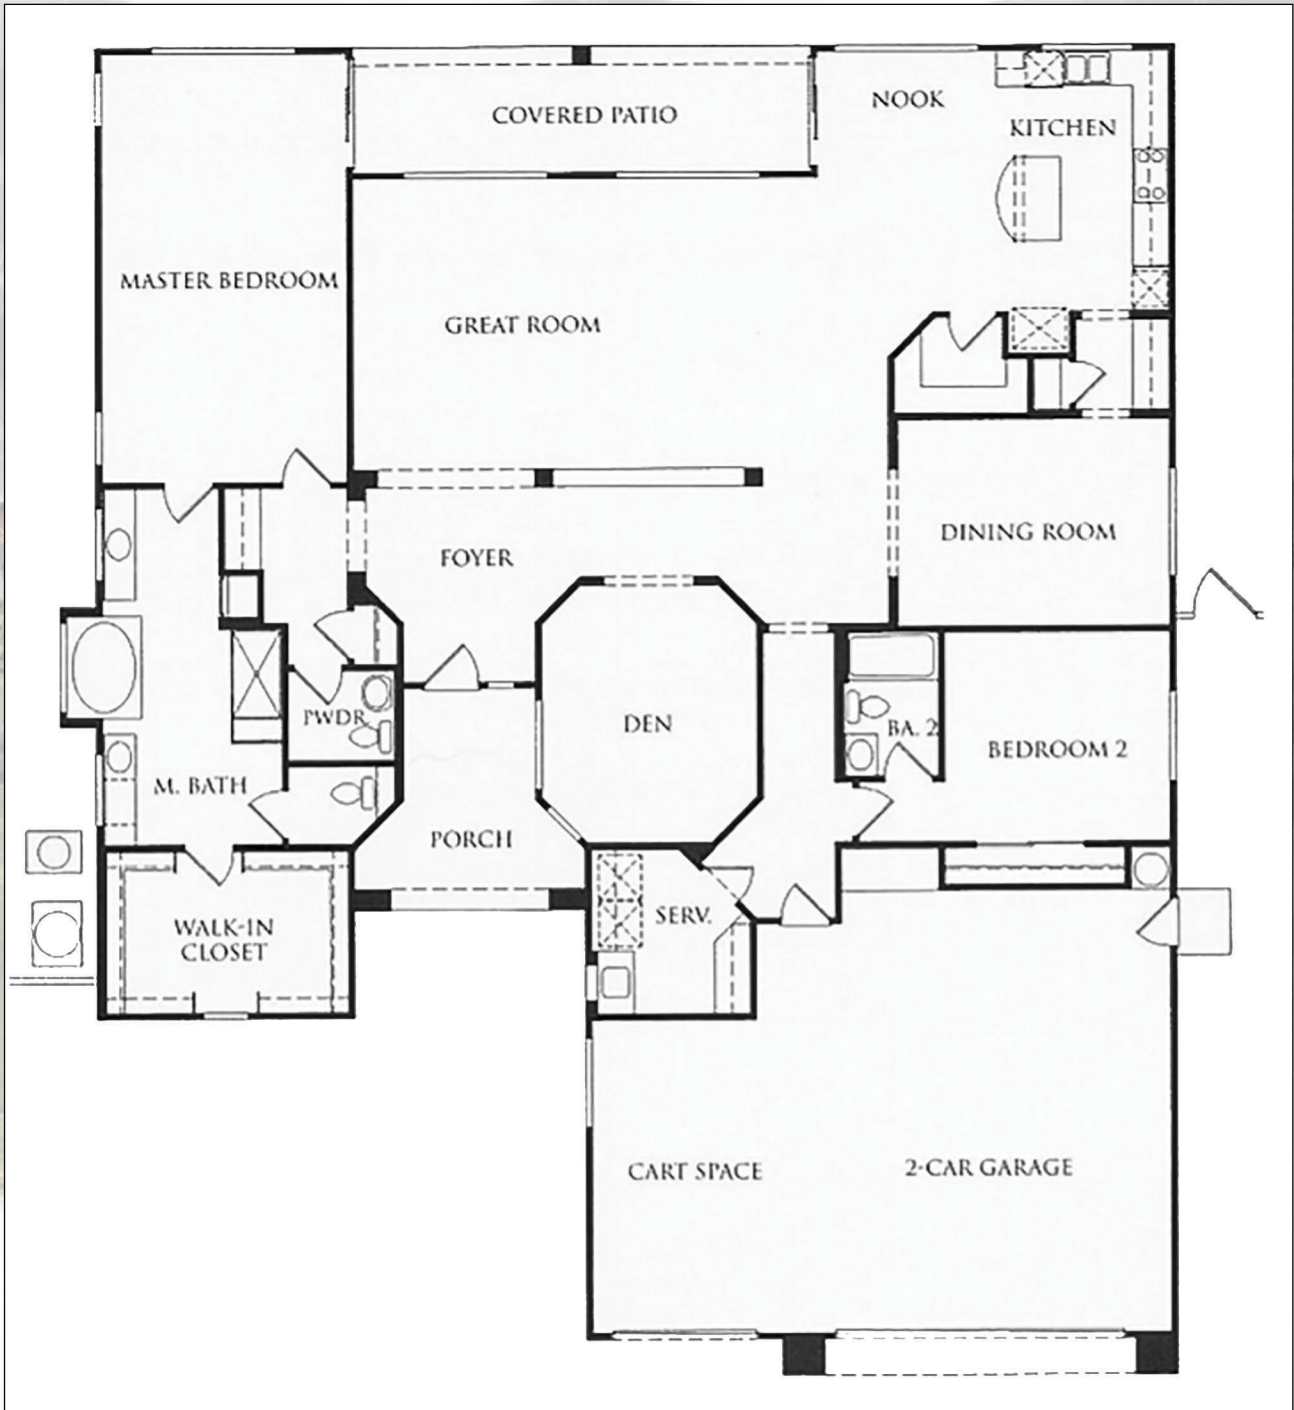 COVERED PATIO
NOOK
KITCHEN
MASTER BEDROOM
GREAT ROOM
DINING ROOM
FOYER
PWDR.
DEN
BA. 2
BEDROOM 2
M. BATH
PORCH
WALK-IN
CLOSET
SERV.
CART SPACE
2-CAR GARAGE